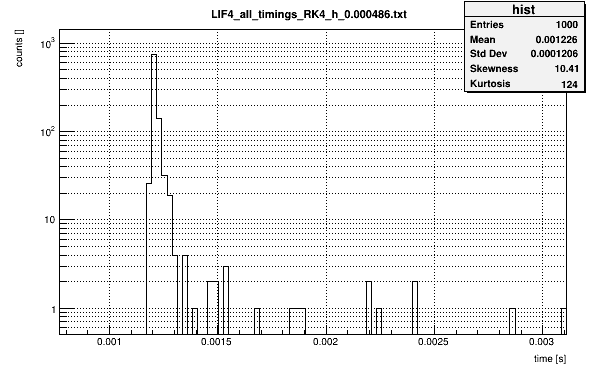 LIF4_all_timings_RK4_h_0.000486.txt
hist
Entries 1000
Mean 0.001226
Std Dev 0.0001206
Skewness 10.41
Kurtosis 124
counts []
10³
10²
10
1
0.001 0.0015 0.002 0.0025 0.003
time [s]